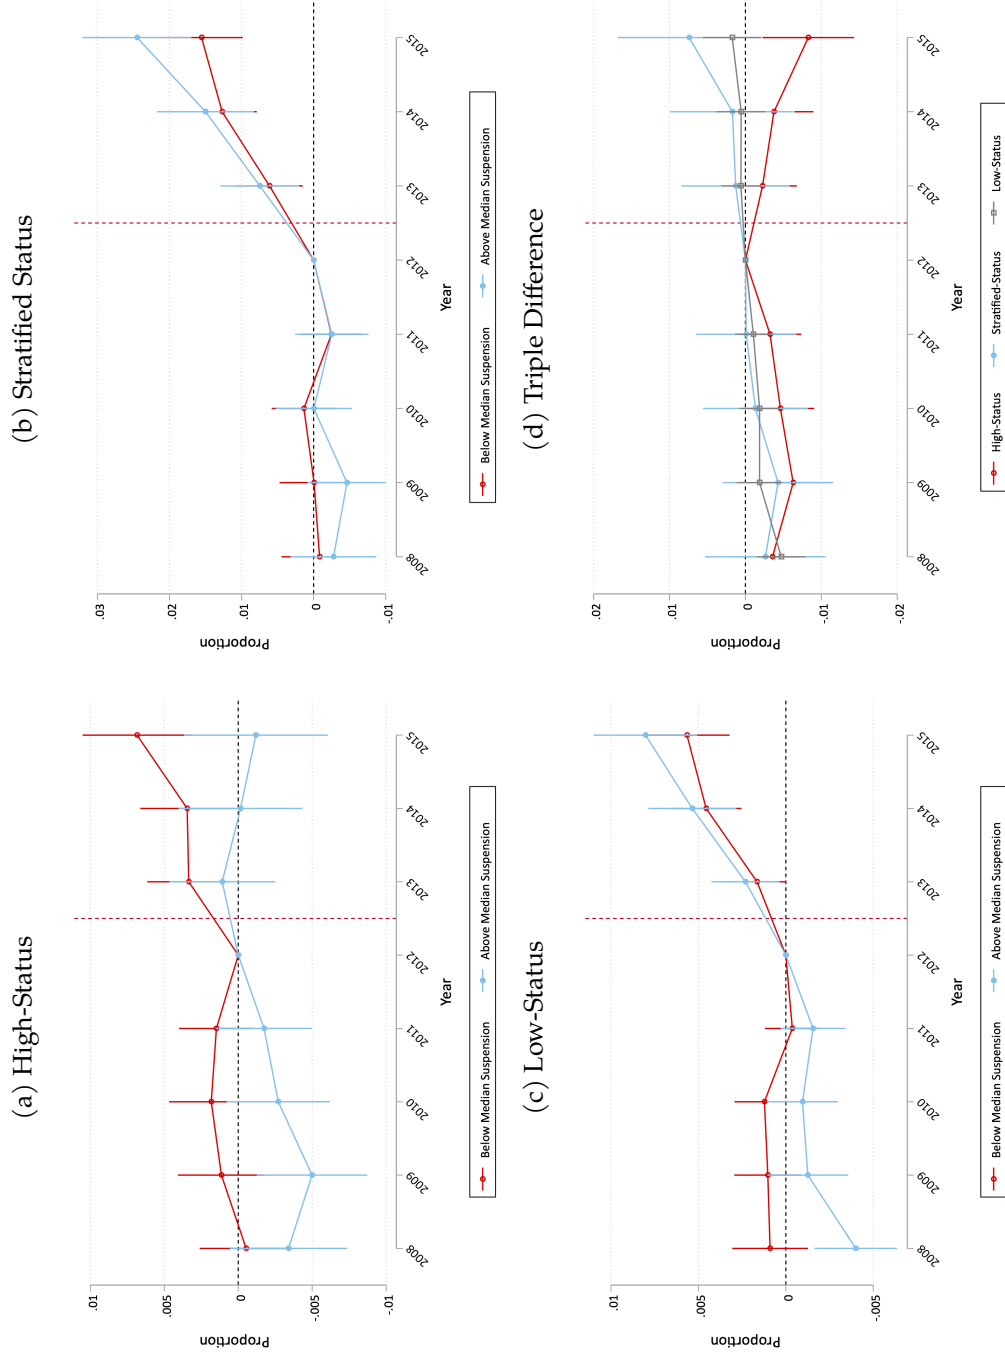 (a) High-Status
Proportion
.01
.005
0
-.005
-.01
2008 2009 2010 2011 2012 2013 2014 2015
Year
Below Median Suspension Above Median Suspension
(b) Stratified Status
Proportion
.03
.02
.01
0
-.01
2008 2009 2010 2011 2012 2013 2014 2015
Year
Below Median Suspension Above Median Suspension
(c) Low-Status
Proportion
.01
.005
0
-.005
2008 2009 2010 2011 2012 2013 2014 2015
Year
Below Median Suspension Above Median Suspension
(d) Triple Difference
Proportion
.02
.01
0
-.01
-.02
2008 2009 2010 2011 2012 2013 2014 2015
Year
High-Status Stratified-Status Low-Status